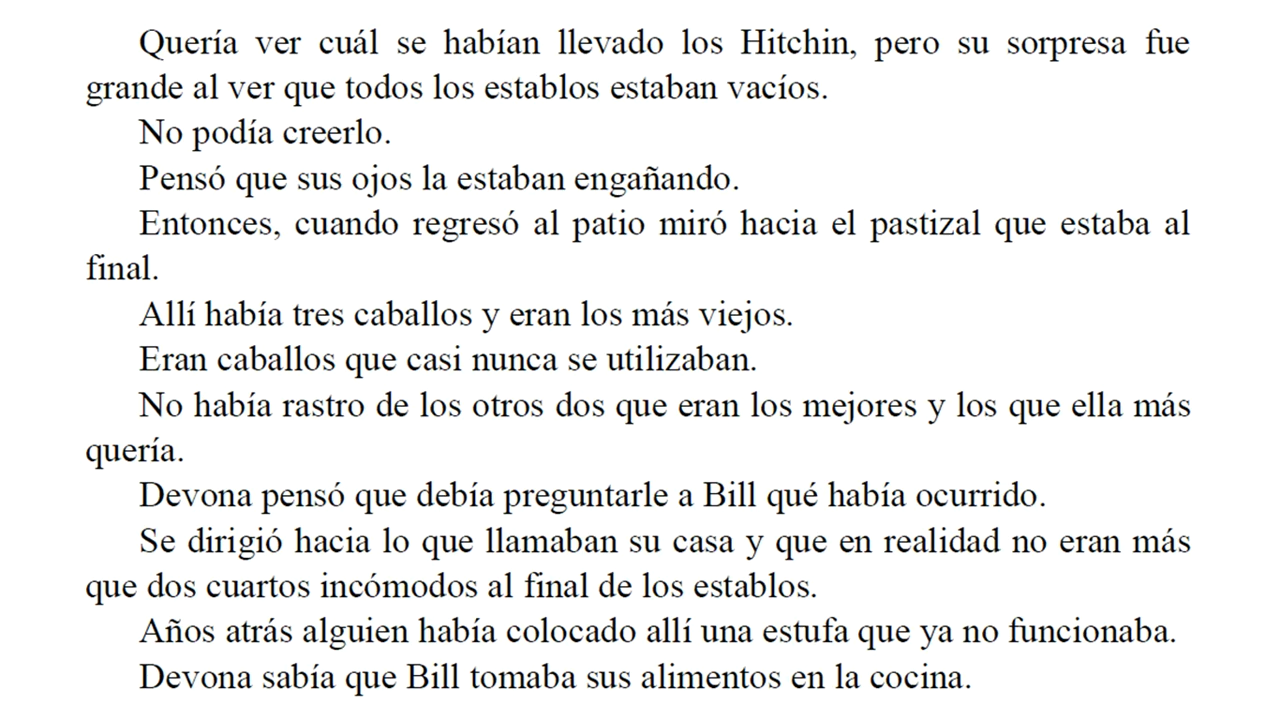 Quería ver cuál se habían llevado los Hitchin, pero su sorpresa fue
grande al ver que todos los establos estaban vacíos.
No podía creerlo.
Pensó que sus ojos la estaban engañando.
Entonces, cuando regresó al patio miró hacia el pastizal que estaba al
final.
Allí había tres caballos y eran los más viejos.
Eran caballos que casi nunca se utilizaban.
No había rastro de los otros dos que eran los mejores y los que ella más
quería.
Devona pensó que debía preguntarle a Bill qué había ocurrido.
Se dirigió hacia lo que llamaban su casa y que en realidad no eran más
que dos cuartos incómodos al final de los establos.
Años atrás alguien había colocado allí una estufa que ya no funcionaba.
Devona sabía que Bill tomaba sus alimentos en la cocina.